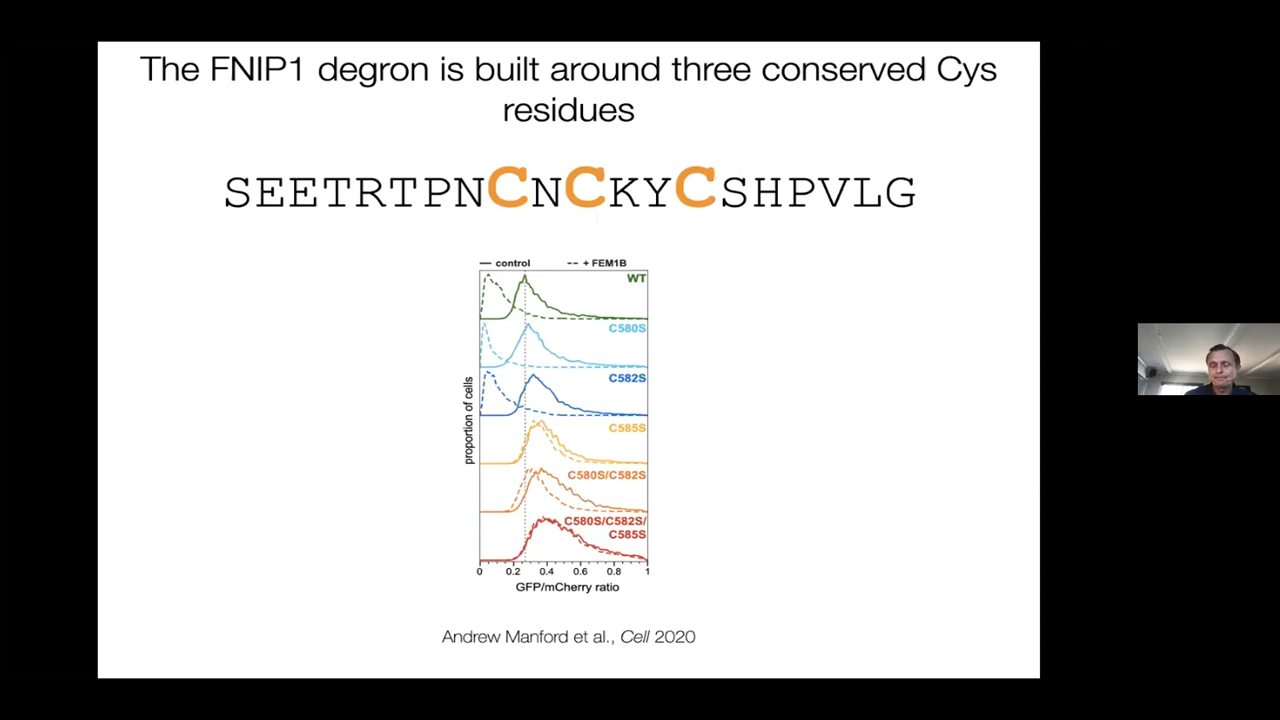 The FNIP1 degron is built around three conserved Cys
residues
SEETRTPNCNCKYCSHPVLG
control
+ FEM1B
WT
C580S
C582S
C585S
C580S/C582S
C580S/C582S/
C585S
proportion of cells
0 0.2 0.4 0.6 0.8 1
GFP/mCherry ratio
Andrew Manford et al., Cell 2020